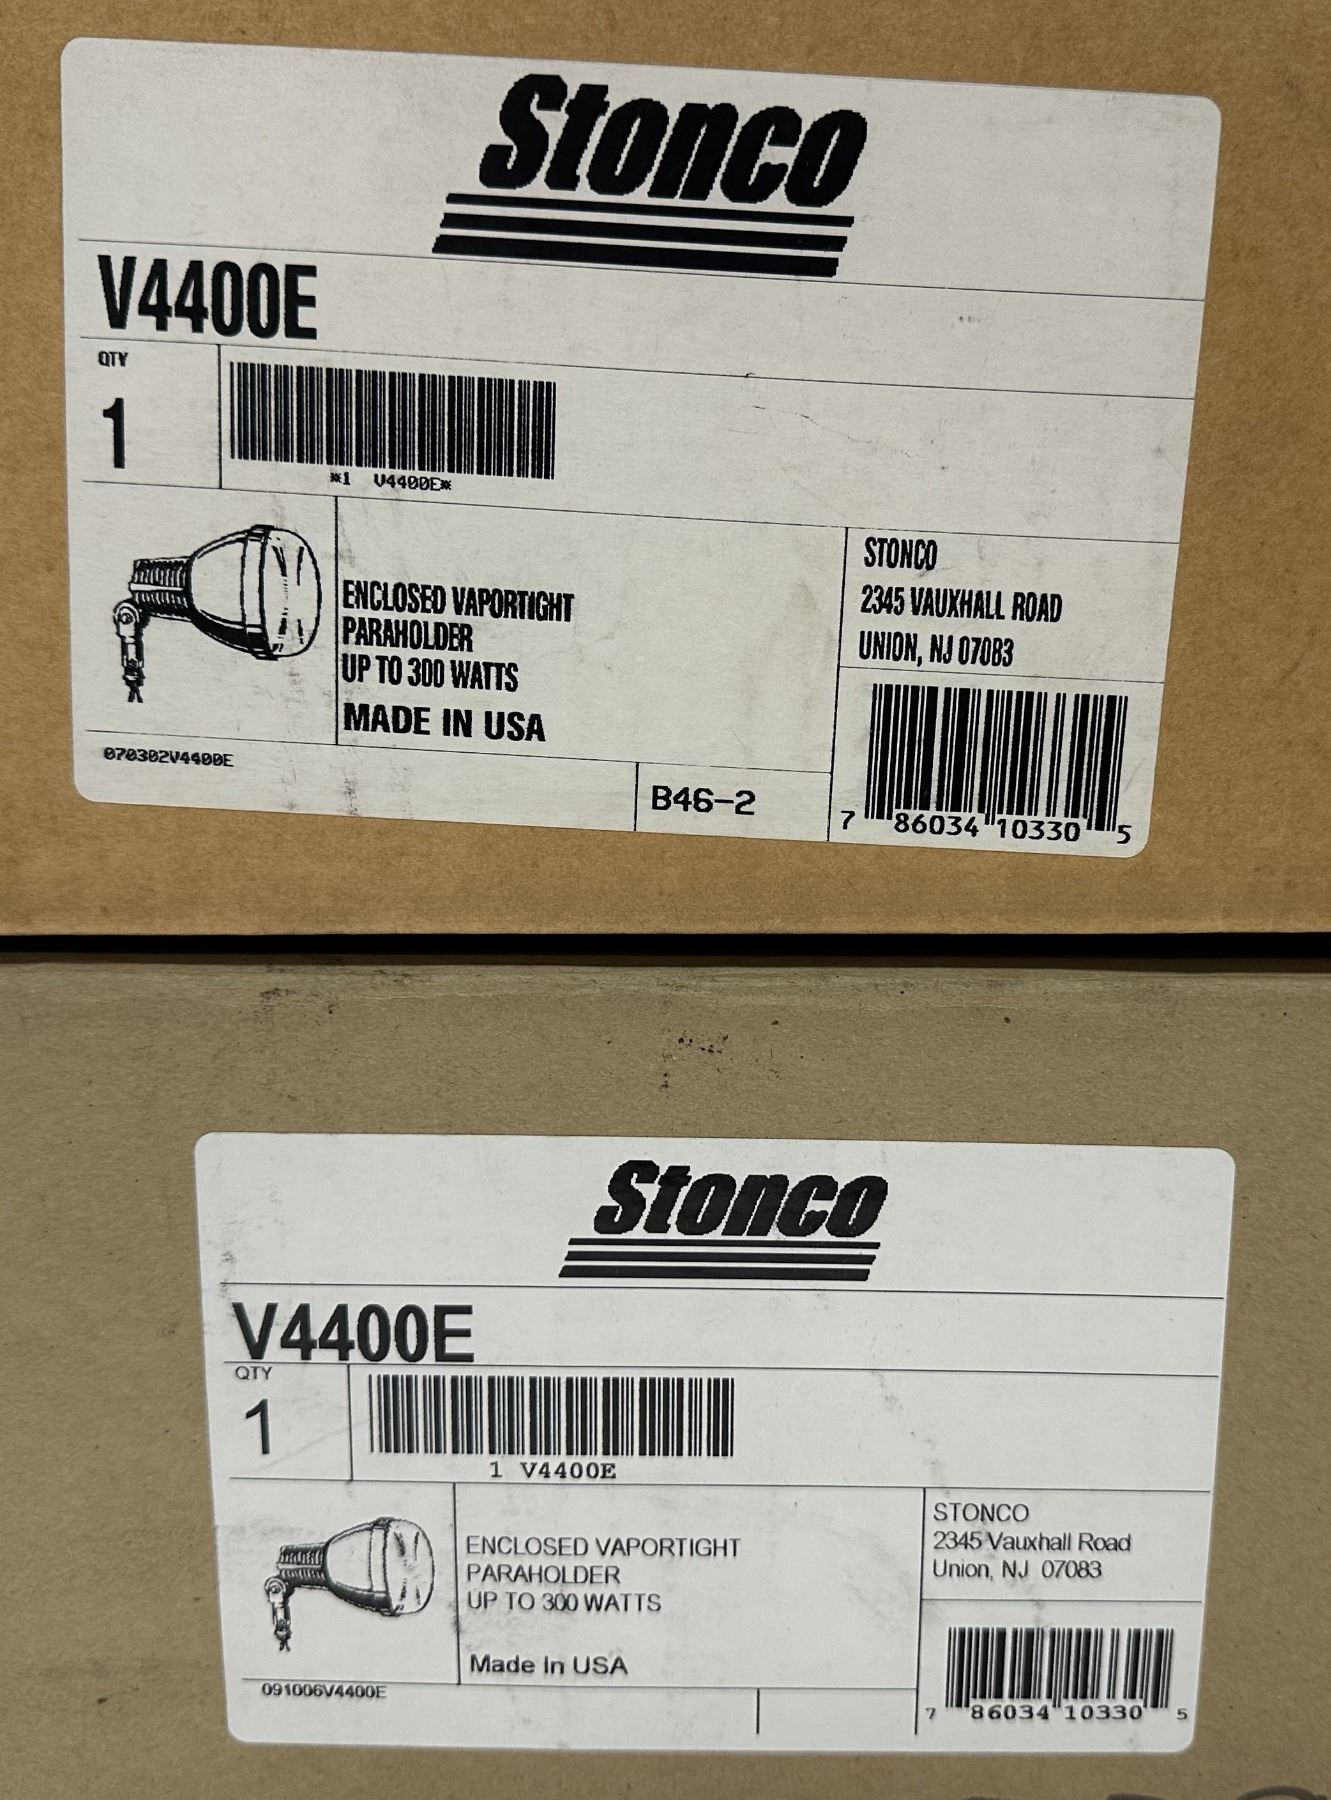 Stonco
V4400E
QTY
1
*1 V4400E*
ENCLOSED VAPORTIGHT
PARAHOLDER
UP TO 300 WATTS
MADE IN USA
STONCO
2345 VAUXHALL ROAD
UNION, NJ 07083
070302V4400E
B46-2
7 86034 10330 5
Stonco
V4400E
QTY
1
1 V4400E
ENCLOSED VAPORTIGHT
PARAHOLDER
UP TO 300 WATTS
Made In USA
STONCO
2345 Vauxhall Road
Union, NJ 07083
091006V4400E
7 86034 10330 5